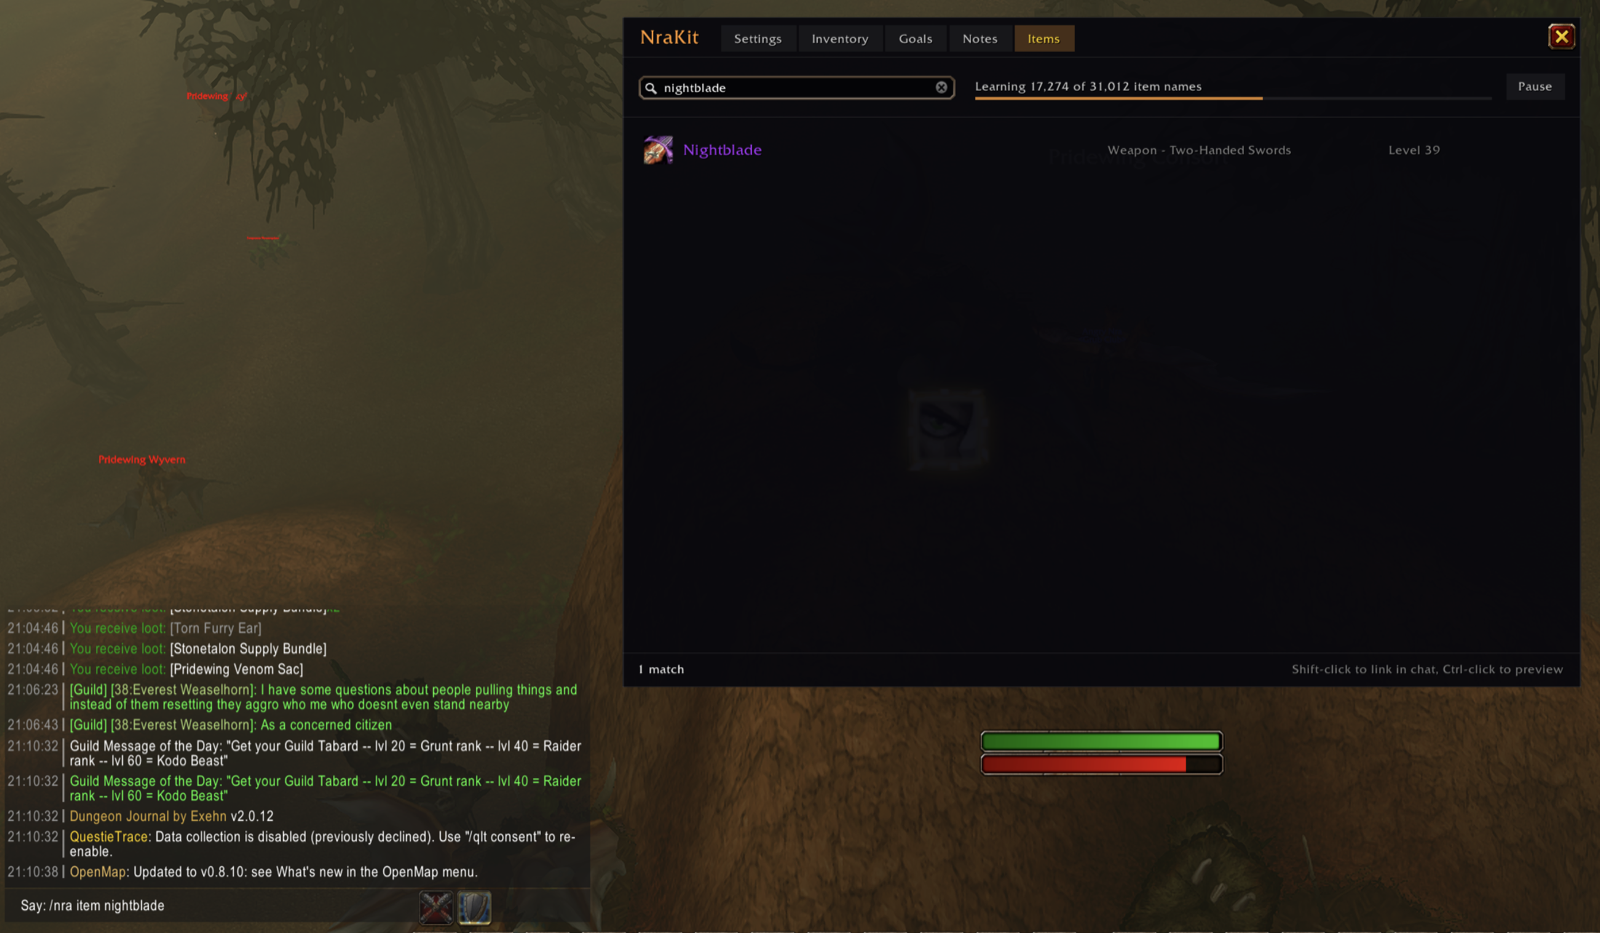 NraKit
Settings
Inventory
Goals
Notes
Items
nightblade
Learning 17,274 of 31,012 item names
Pause
Nightblade
Weapon - Two-Handed Swords
Level 39
1 match
Shift-click to link in chat, Ctrl-click to preview
Pridewing
Pridewing Wyvern
You receive loot: [Stonetalon Supply Bundle]
21:04:46 | You receive loot: [Torn Furry Ear]
21:04:46 | You receive loot: [Stonetalon Supply Bundle]
21:04:46 | You receive loot: [Pridewing Venom Sac]
21:06:23 | [Guild] [38:Everest Weaselhorn]: I have some questions about people pulling things and
instead of them resetting they aggro who me who doesnt even stand nearby
21:06:43 | [Guild] [38:Everest Weaselhorn]: As a concerned citizen
21:10:32 | Guild Message of the Day: "Get your Guild Tabard -- lvl 20 = Grunt rank -- lvl 40 = Raider
rank -- lvl 60 = Kodo Beast"
21:10:32 | Guild Message of the Day: "Get your Guild Tabard -- lvl 20 = Grunt rank -- lvl 40 = Raider
rank -- lvl 60 = Kodo Beast"
21:10:32 | Dungeon Journal by Exehn v2.0.12
21:10:32 | QuestieTrace: Data collection is disabled (previously declined). Use "/qlt consent" to re-
enable.
21:10:38 | OpenMap: Updated to v0.8.10: see What's new in the OpenMap menu.
Say: /nra item nightblade